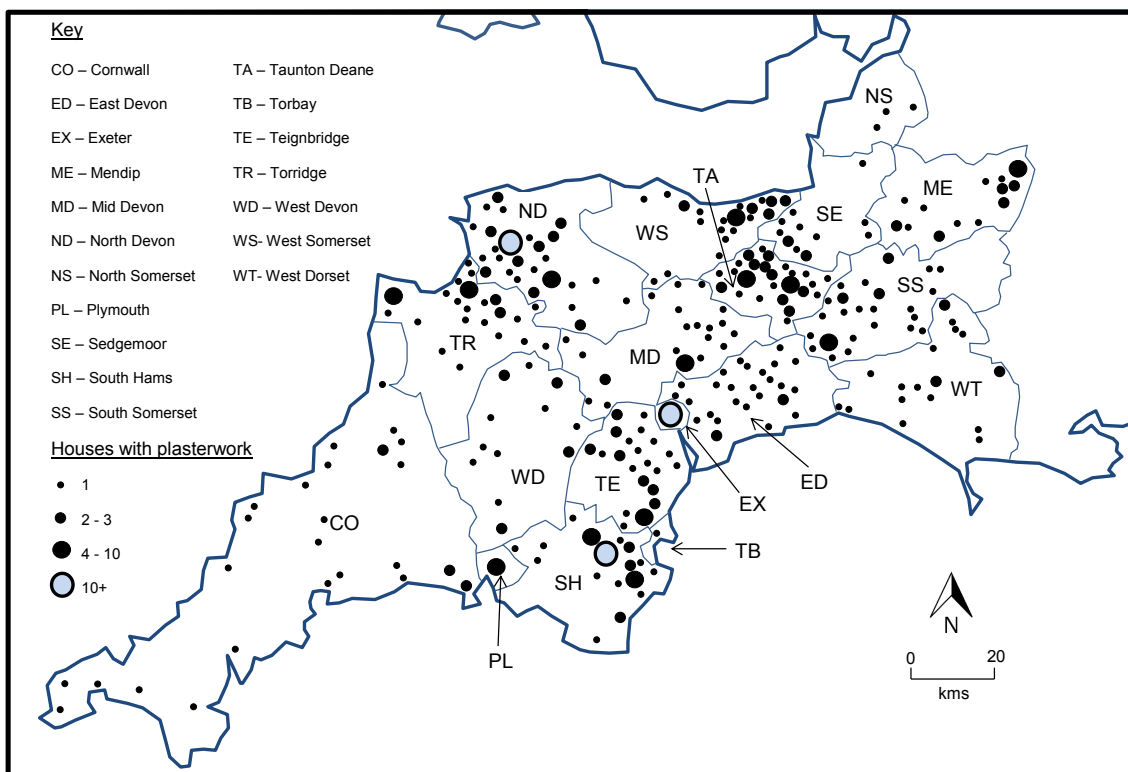 Key
CO – Cornwall
ED – East Devon
EX – Exeter
ME – Mendip
MD – Mid Devon
ND – North Devon
NS – North Somerset
PL – Plymouth
SE – Sedgemoor
SH – South Hams
SS – South Somerset
TA – Taunton Deane
TB – Torbay
TE – Teignbridge
TR – Torridge
WD – West Devon
WS- West Somerset
WT- West Dorset
Houses with plasterwork
1
2 - 3
4 - 10
10+
NS
TA
ME
ND
SE
WS
SS
TR
MD
WT
WD
TE
ED
EX
CO
TB
SH
PL
N
0 20
kms